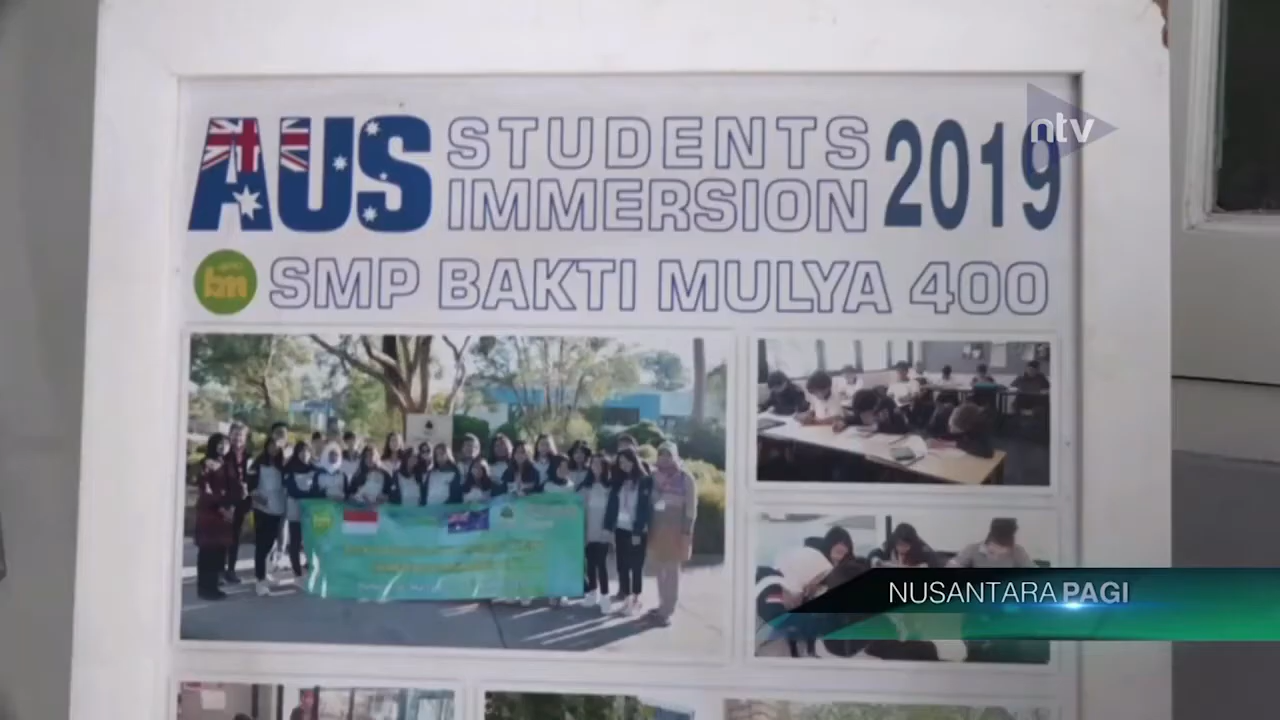 AUS STUDENTS IMMERSION 2019
ntv
bm SMP BAKTI MULYA 400
NUSANTARA PAGI